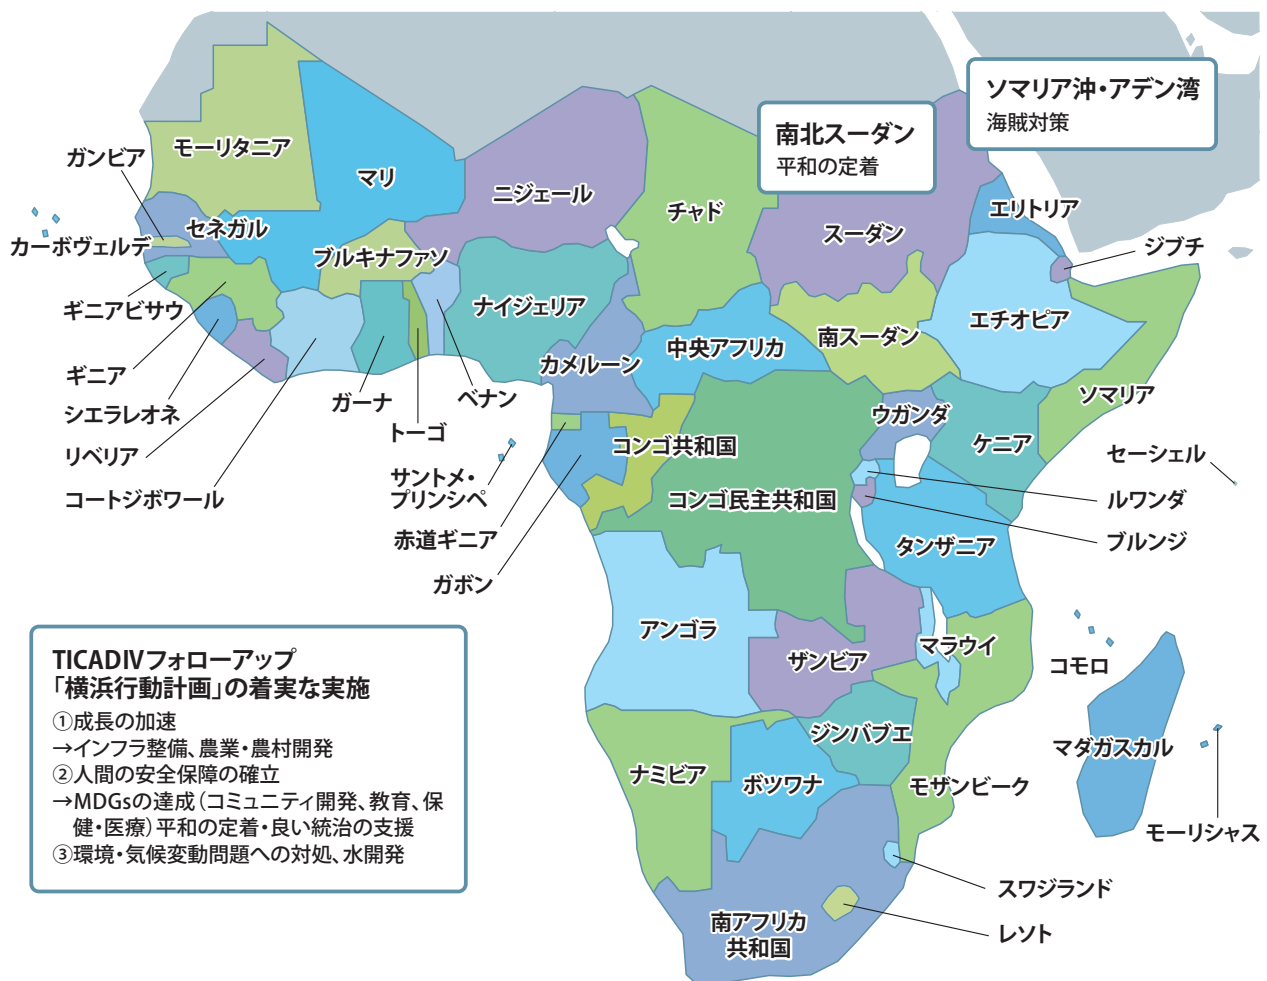 ソマリア沖・アデン湾
海賊対策
南北スーダン
平和の定着
モーリタニア
ガンビア
マリ
ニジェール
チャド
エリトリア
セネガル
スーダン
カーボヴェルデ
ジブチ
ブルキナファソ
ギニアビサウ
ナイジェリア
エチオピア
南スーダン
中央アフリカ
カメルーン
ギニア
ソマリア
ガーナ
ベナン
シエラレオネ
ウガンダ
トーゴ
ケニア
コンゴ共和国
リベリア
セーシェル
サントメ・
プリンシペ
コートジボワール
コンゴ民主共和国
ルワンダ
赤道ギニア
ブルンジ
タンザニア
ガボン
アンゴラ
マラウイ
ザンビア
コモロ
TICADIVフォローアップ
「横浜行動計画」の着実な実施
①成長の加速
→インフラ整備、農業・農村開発
②人間の安全保障の確立
→MDGsの達成（コミュニティ開発、教育、保
健・医療）平和の定着・良い統治の支援
③環境・気候変動問題への対処、水開発
ジンバブエ
マダガスカル
ナミビア
ボツワナ
モザンビーク
モーリシャス
スワジランド
南アフリカ
共和国
レソト